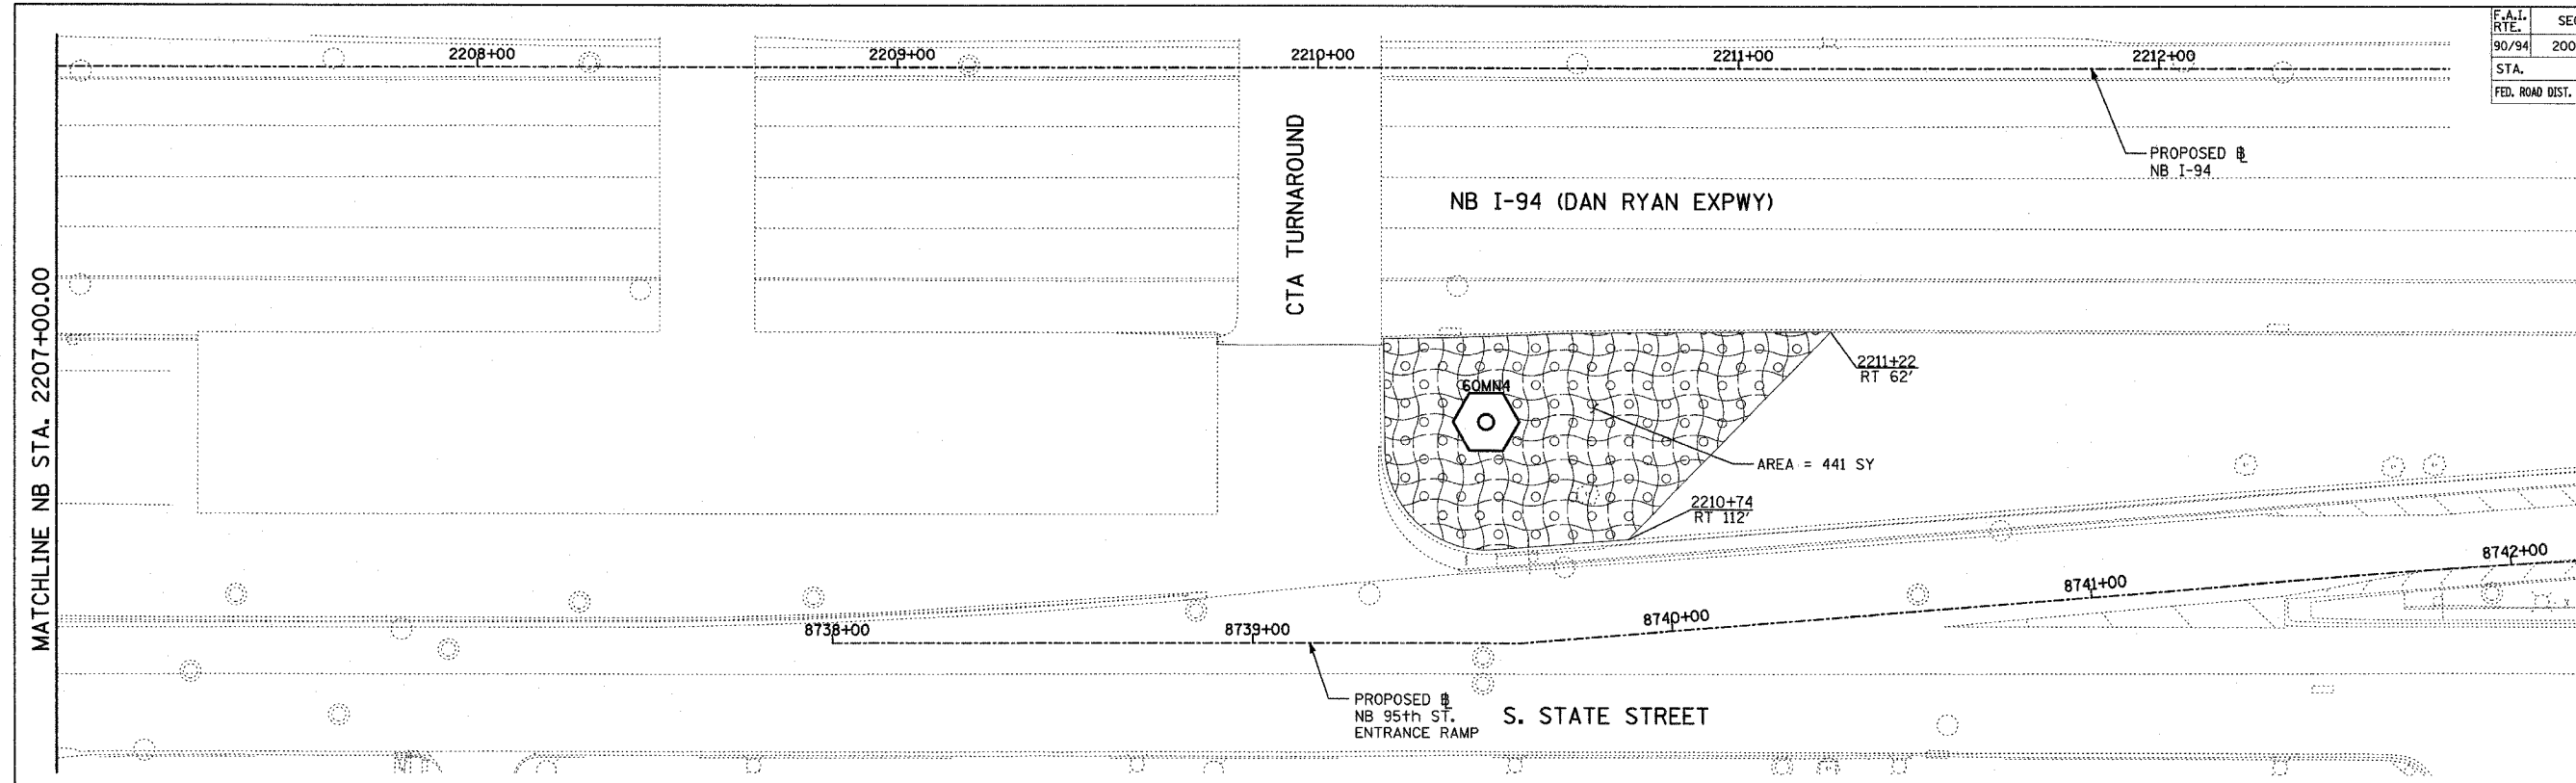 F.A.I.
RTE.
SE
90/94
200
STA.
FED. ROAD DIST.
2208+00
2209+00
2210+00
2211+00
2212+00
PROPOSED ℄
NB I-94
NB I-94 (DAN RYAN EXPWY)
CTA TURNAROUND
MATCHLINE NB STA. 2207+00.00
2211+22
RT 62'
60MN4
AREA = 441 SY
2210+74
RT 112'
8738+00
8739+00
8740+00
8741+00
8742+00
PROPOSED ℄
NB 95th ST.
ENTRANCE RAMP
S. STATE STREET